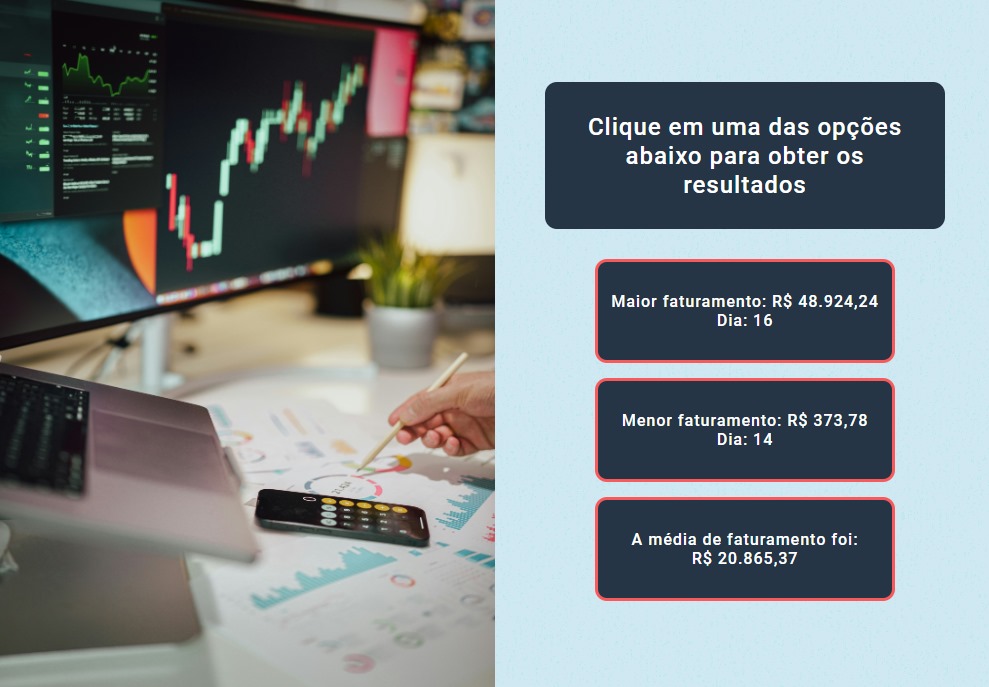 Clique em uma das opções
abaixo para obter os
resultados
Maior faturamento: R$ 48.924,24
Dia: 16
Menor faturamento: R$ 373,78
Dia: 14
A média de faturamento foi:
R$ 20.865,37